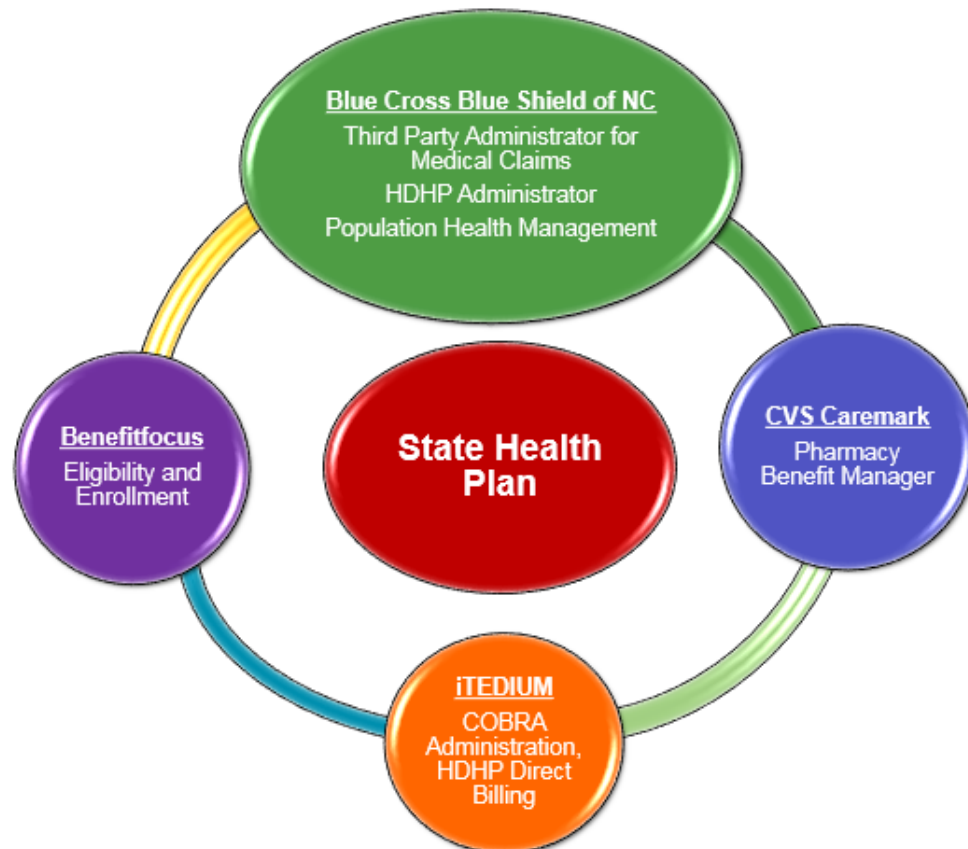 Blue Cross Blue Shield of NC
Third Party Administrator for
Medical Claims
HDHP Administrator
Population Health Management
Benefitfocus
Eligibility and
Enrollment
State Health
Plan
CVS Caremark
Pharmacy
Benefit Manager
iTEDIUM
COBRA
Administration,
HDHP Direct
Billing